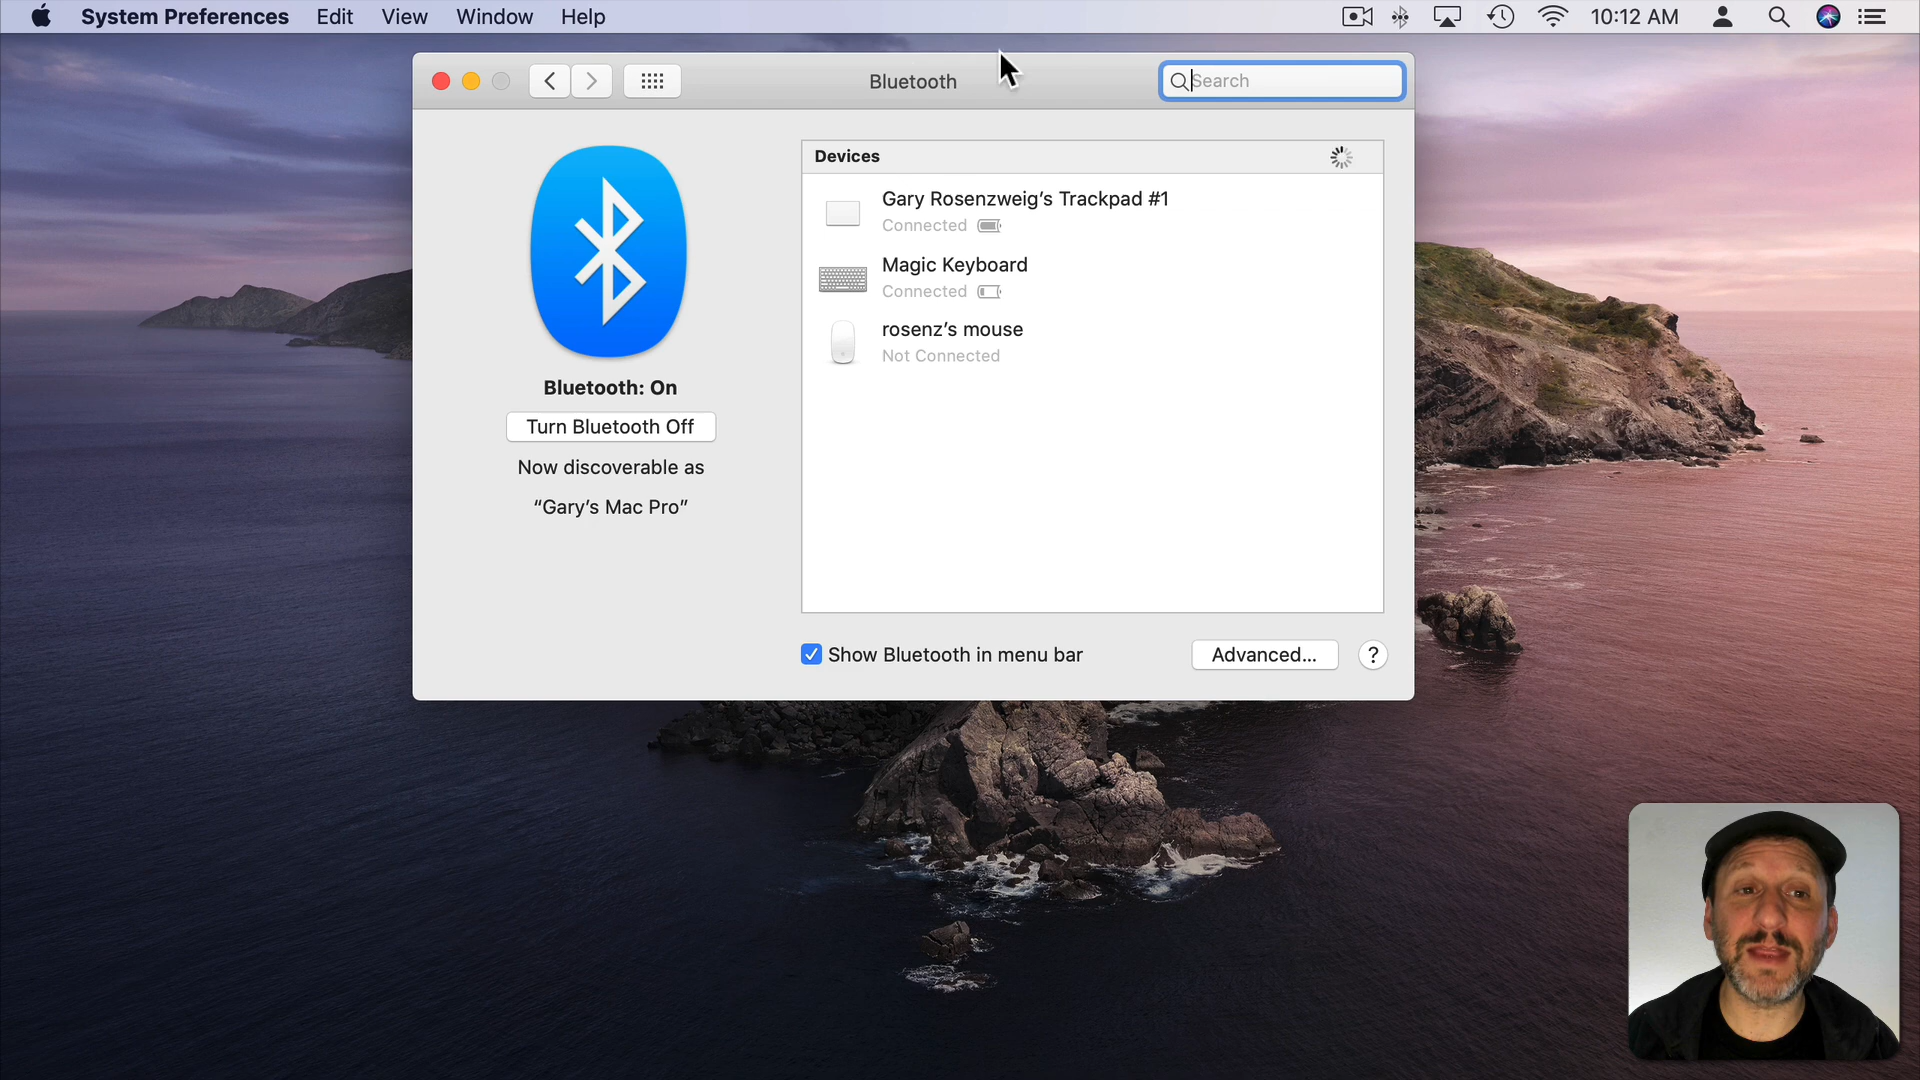 System Preferences Edit View Window Help 10:12 AM
Bluetooth
Search
Devices
Gary Rosenzweig’s Trackpad #1
Connected
Magic Keyboard
Connected
rosenz’s mouse
Not Connected
Bluetooth: On
Turn Bluetooth Off
Now discoverable as
“Gary’s Mac Pro”
Show Bluetooth in menu bar
Advanced...
?